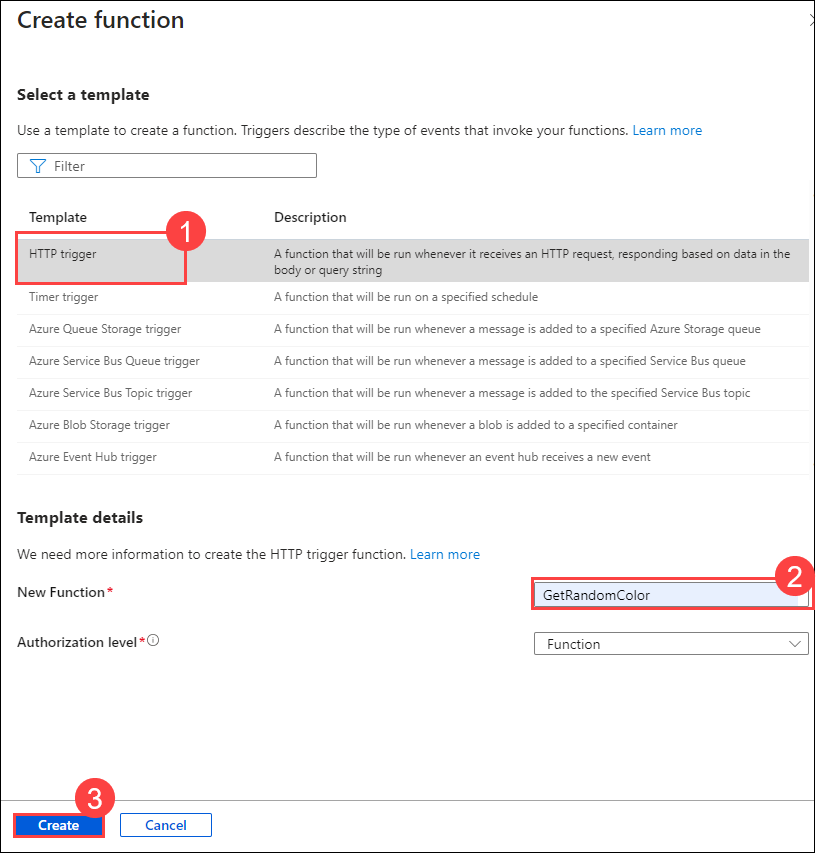 Create function
Select a template
Use a template to create a function. Triggers describe the type of events that invoke your functions. Learn more
Filter
Template Description
1
HTTP trigger A function that will be run whenever it receives an HTTP request, responding based on data in the
body or query string
Timer trigger A function that will be run on a specified schedule
Azure Queue Storage trigger A function that will be run whenever a message is added to a specified Azure Storage queue
Azure Service Bus Queue trigger A function that will be run whenever a message is added to a specified Service Bus queue
Azure Service Bus Topic trigger A function that will be run whenever a message is added to the specified Service Bus topic
Azure Blob Storage trigger A function that will be run whenever a blob is added to a specified container
Azure Event Hub trigger A function that will be run whenever an event hub receives a new event
Template details
We need more information to create the HTTP trigger function. Learn more
2
New Function* GetRandomColor
Authorization level* Function
3
Create Cancel